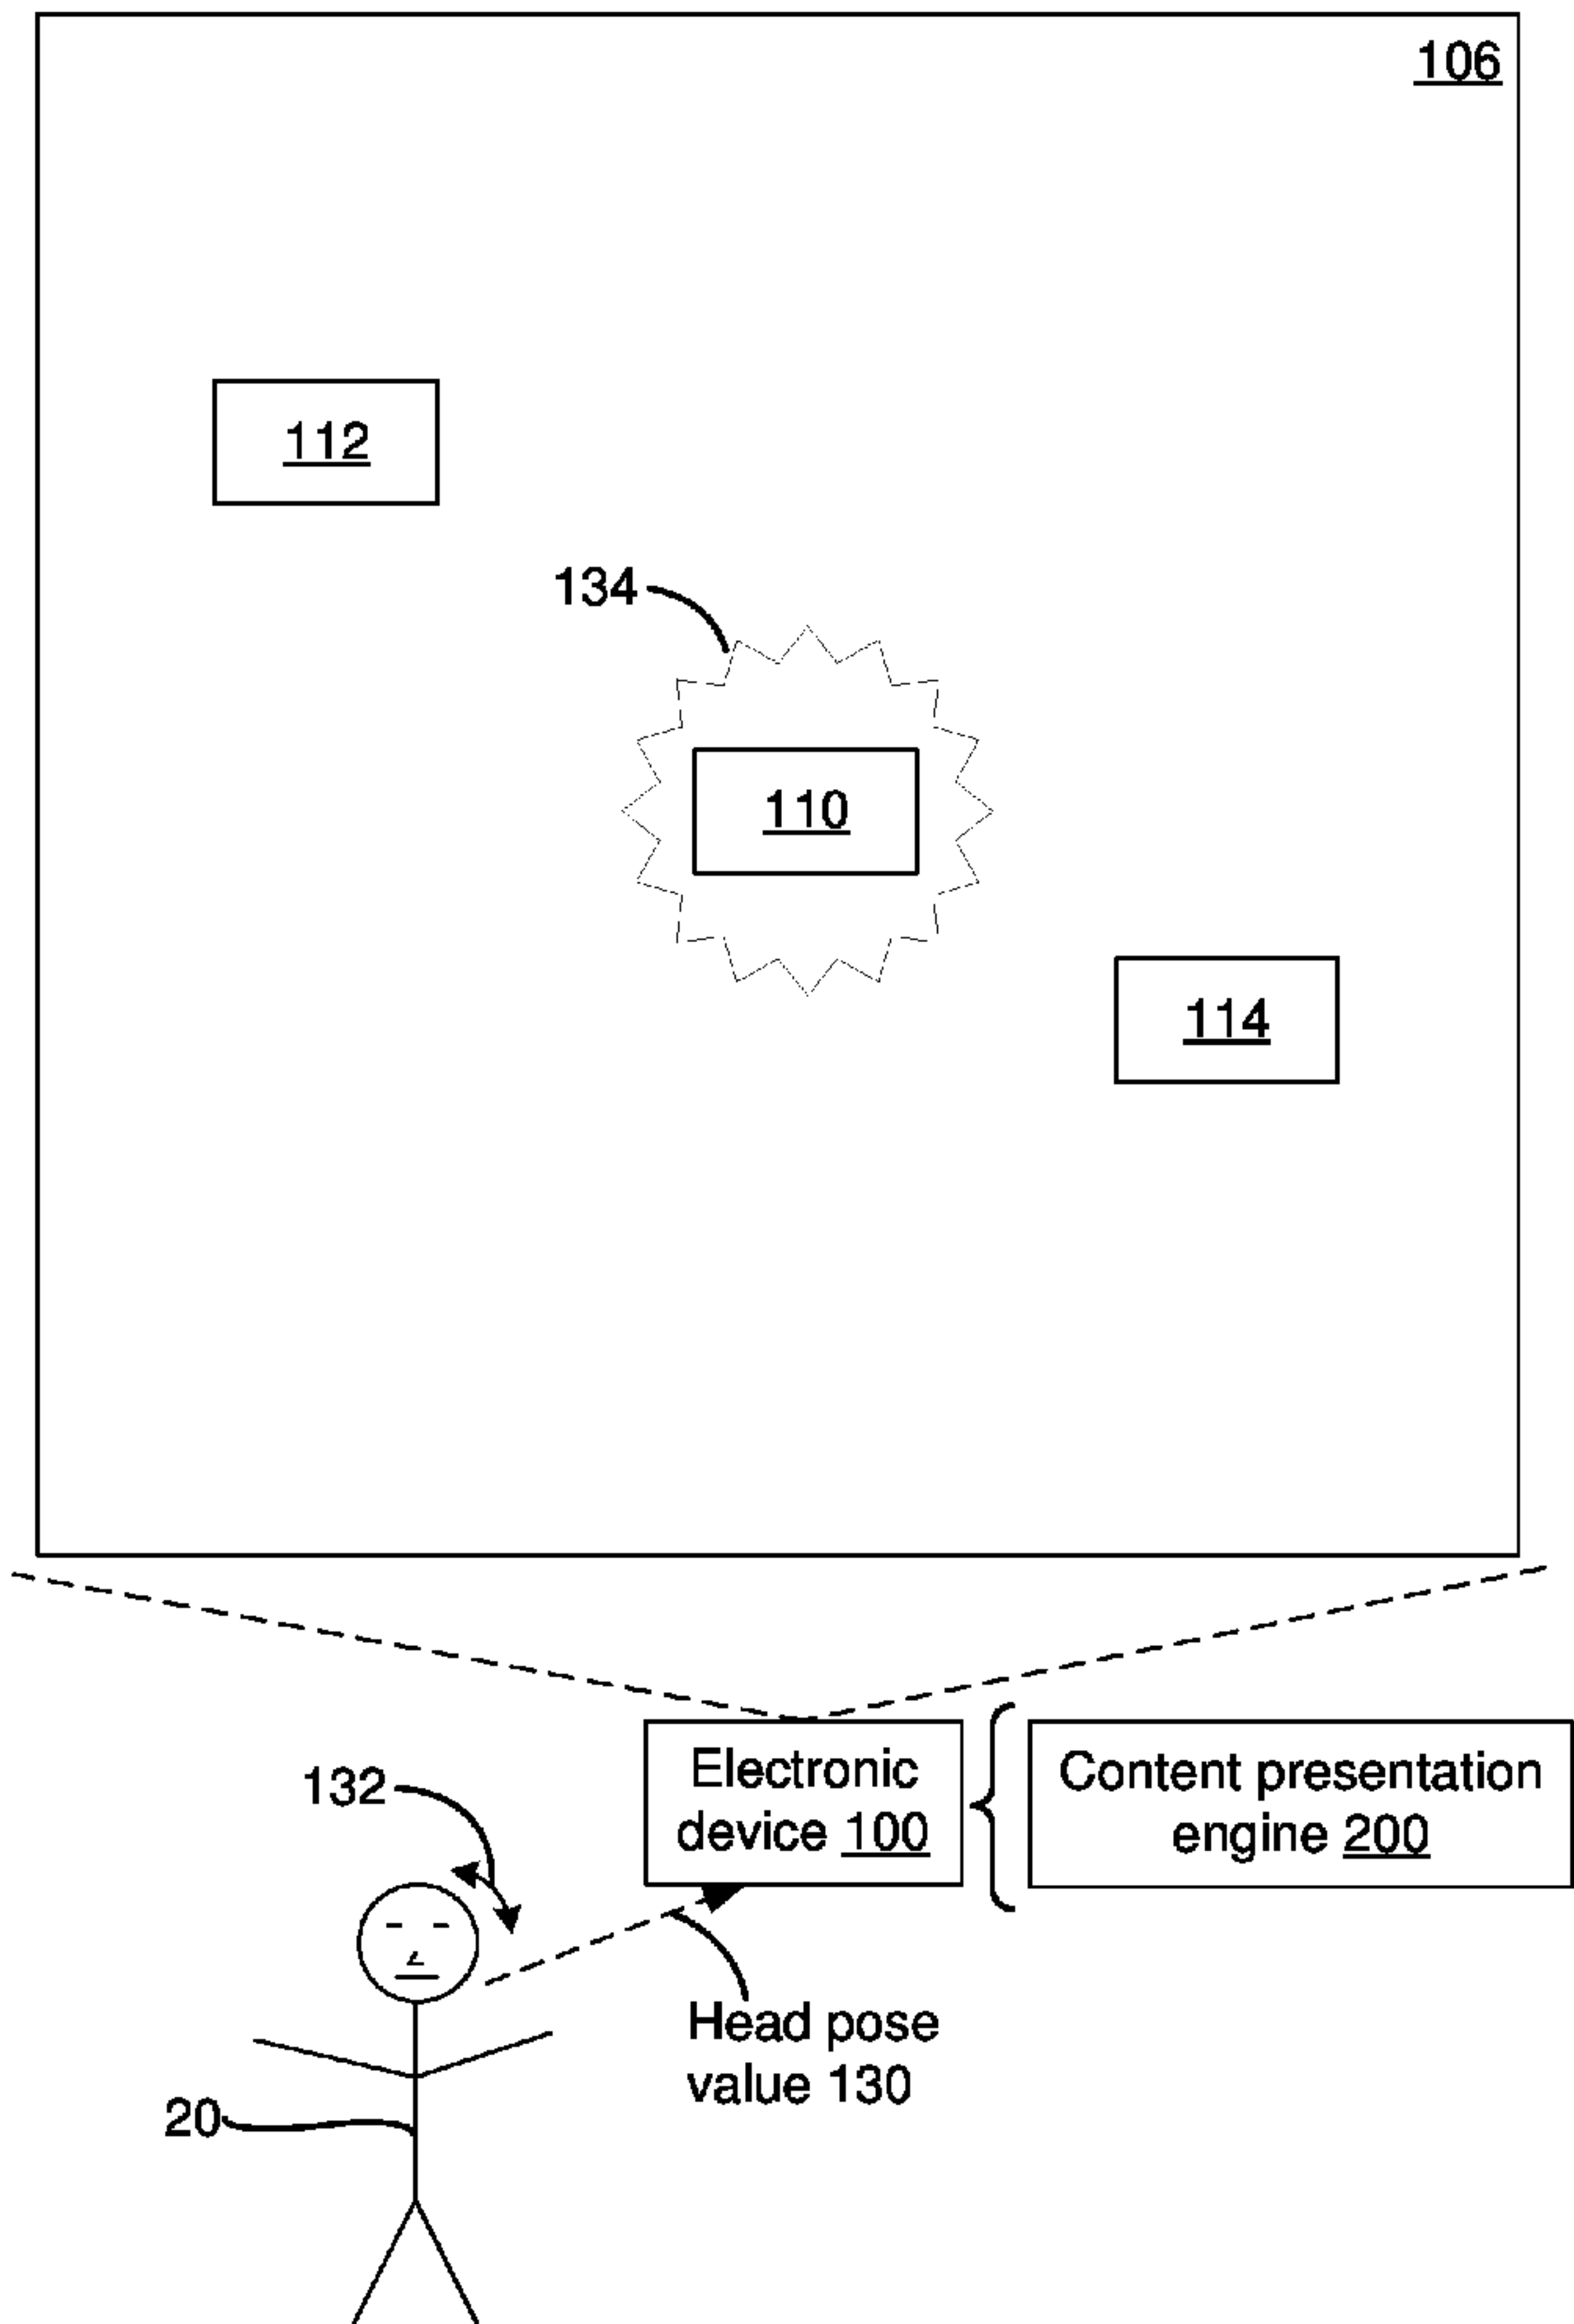 106
112
134
110
114
Electronic
device 100
Content presentation
engine 200
132
Head pose
value 130
20